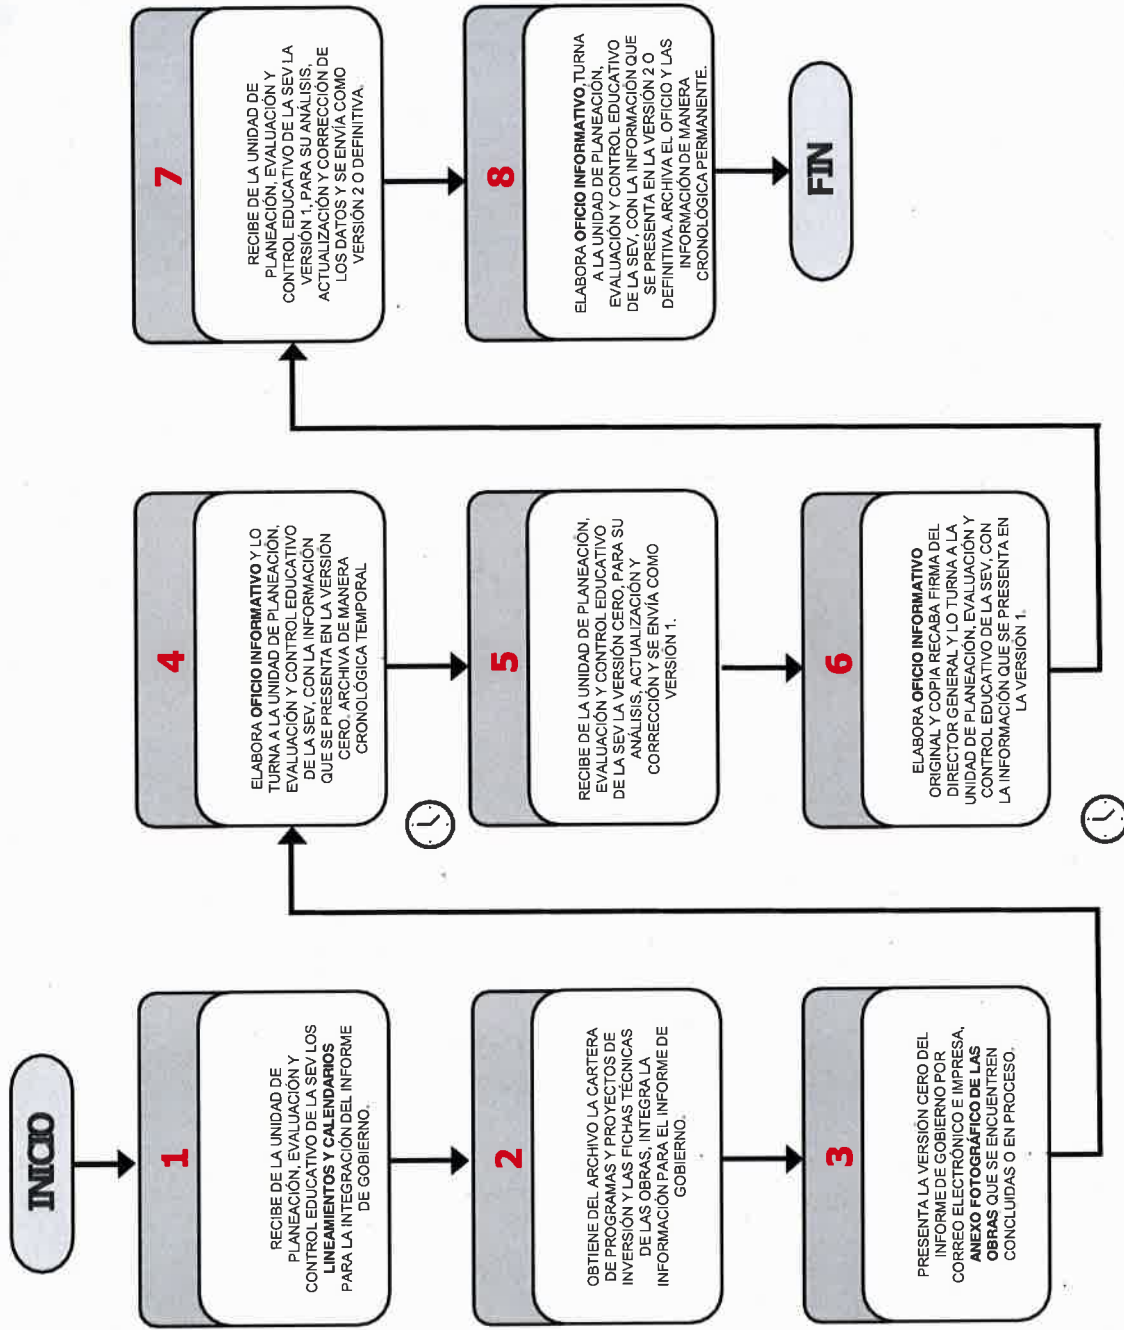 INICIO
1
RECIBE DE LA UNIDAD DE
PLANEACIÓN, EVALUACIÓN Y
CONTROL EDUCATIVO DE LA SEV LOS
LINEAMIENTOS Y CALENDARIOS
PARA LA INTEGRACIÓN DEL INFORME
DE GOBIERNO.
2
OBTIENE DEL ARCHIVO LA CARTERA
DE PROGRAMAS Y PROYECTOS DE
INVERSIÓN Y LAS FICHAS TÉCNICAS
DE LAS OBRAS, INTEGRA LA
INFORMACIÓN PARA EL INFORME DE
GOBIERNO.
3
PRESENTA LA VERSIÓN CERO DEL
INFORME DE GOBIERNO POR
CORREO ELECTRÓNICO E IMPRESA,
ANEXO FOTOGRÁFICO DE LAS
OBRAS QUE SE ENCUENTREN
CONCLUIDAS O EN PROCESO.
4
ELABORA OFICIO INFORMATIVO Y LO
TURNA A LA UNIDAD DE PLANEACIÓN,
EVALUACIÓN Y CONTROL EDUCATIVO
DE LA SEV, CON LA INFORMACIÓN
QUE SE PRESENTA EN LA VERSIÓN
CERO. ARCHIVA DE MANERA
CRONOLÓGICA TEMPORAL
5
RECIBE DE LA UNIDAD DE PLANEACIÓN,
EVALUACIÓN Y CONTROL EDUCATIVO
DE LA SEV LA VERSIÓN CERO, PARA SU
ANÁLISIS, ACTUALIZACIÓN Y
CORRECCIÓN Y SE ENVÍA COMO
VERSIÓN 1.
6
ELABORA OFICIO INFORMATIVO
ORIGINAL Y COPIA RECABA FIRMA DEL
DIRECTOR GENERAL Y LO TURNA A LA
UNIDAD DE PLANEACIÓN, EVALUACIÓN Y
CONTROL EDUCATIVO DE LA SEV, CON
LA INFORMACIÓN QUE SE PRESENTA EN
LA VERSIÓN 1.
7
RECIBE DE LA UNIDAD DE
PLANEACIÓN, EVALUACIÓN Y
CONTROL EDUCATIVO DE LA SEV LA
VERSIÓN 1, PARA SU ANÁLISIS,
ACTUALIZACIÓN Y CORRECCIÓN DE
LOS DATOS Y SE ENVÍA COMO
VERSIÓN 2 O DEFINITIVA.
8
ELABORA OFICIO INFORMATIVO, TURNA
A LA UNIDAD DE PLANEACIÓN,
EVALUACIÓN Y CONTROL EDUCATIVO
DE LA SEV, CON LA INFORMACIÓN QUE
SE PRESENTA EN LA VERSIÓN 2 O
DEFINITIVA. ARCHIVA EL OFICIO Y LAS
INFORMACIÓN DE MANERA
CRONOLÓGICA PERMANENTE.
FIN